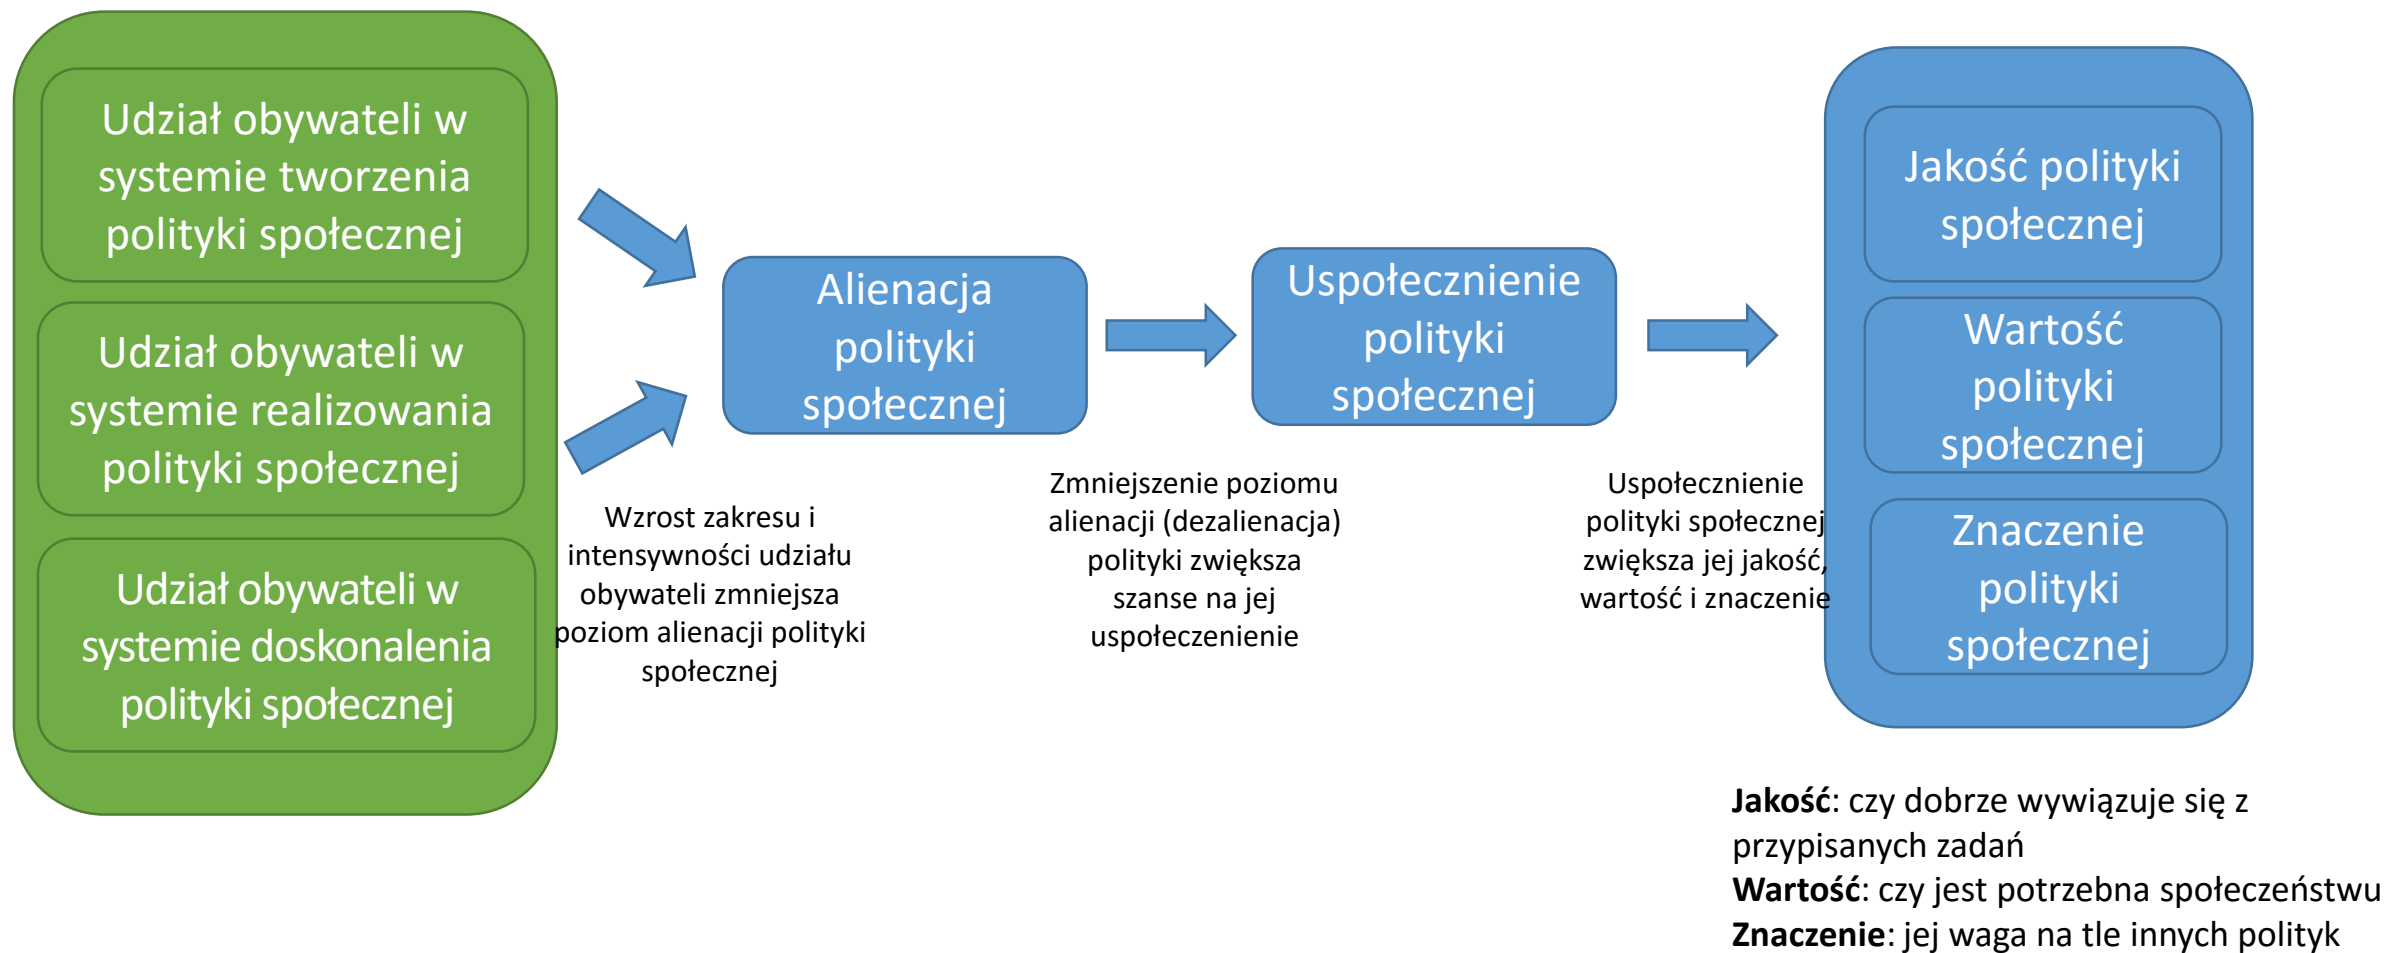 Udział obywateli w
systemie tworzenia
polityki społecznej
Udział obywateli w
systemie realizowania
polityki społecznej
Udział obywateli w
systemie doskonalenia
polityki społecznej
Wzrost zakresu i
intensywności udziału
obywateli zmniejsza
poziom alienacji polityki
społecznej
Alienacja
polityki
społecznej
Zmniejszenie poziomu
alienacji (dezalienacja)
polityki zwiększa
szanse na jej
uspołeczenienie
Uspołecznienie
polityki
społecznej
Uspołecznienie
polityki społecznej
zwiększa jej jakość,
wartość i znaczenie
Jakość polityki
społecznej
Wartość
polityki
społecznej
Znaczenie
polityki
społecznej
Jakość: czy dobrze wywiązuje się z
przypisanych zadań
Wartość: czy jest potrzebna społeczeństwu
Znaczenie: jej waga na tle innych polityk